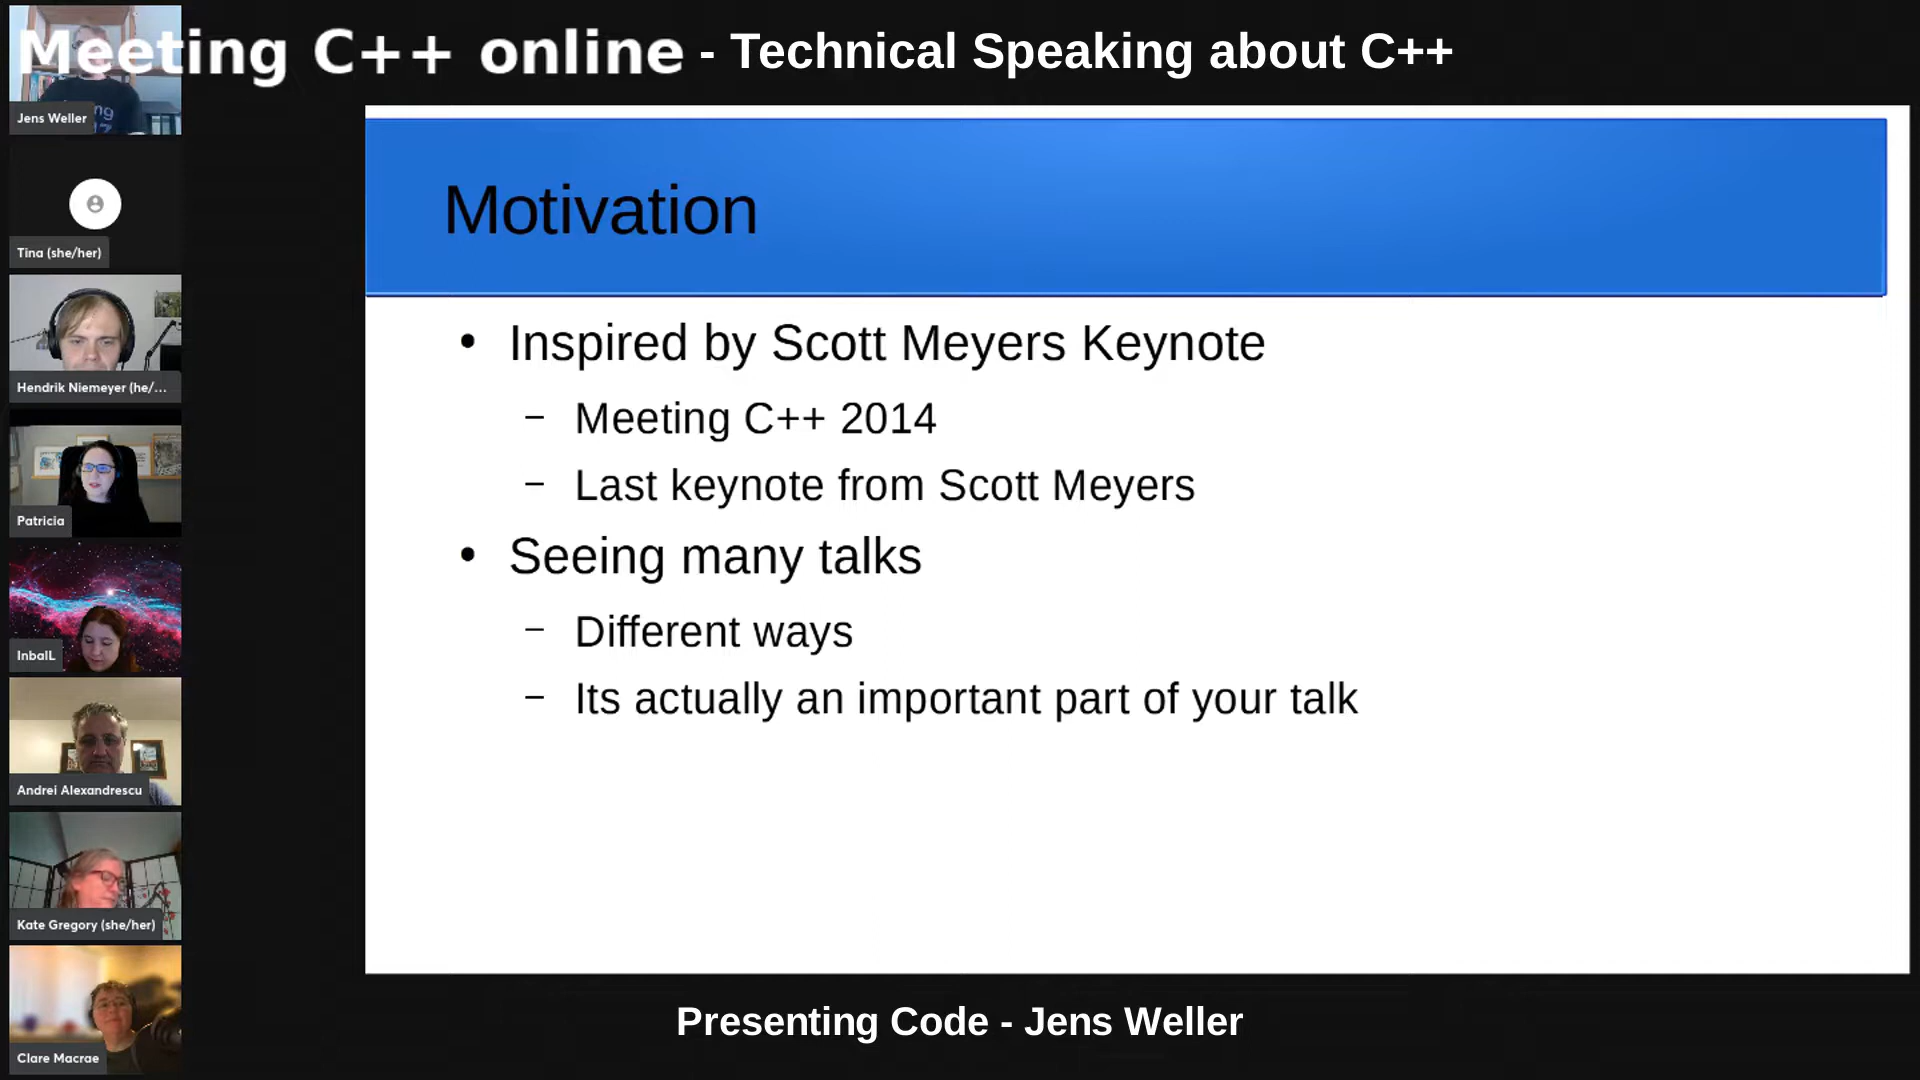 Meeting C++ online - Technical Speaking about C++
Jens Weller
Tina (she/her)
Hendrik Niemeyer (he/...
Patricia
InbalL
Andrei Alexandrescu
Kate Gregory (she/her)
Clare Macrae
Motivation
• Inspired by Scott Meyers Keynote
– Meeting C++ 2014
– Last keynote from Scott Meyers
• Seeing many talks
– Different ways
– Its actually an important part of your talk
Presenting Code - Jens Weller